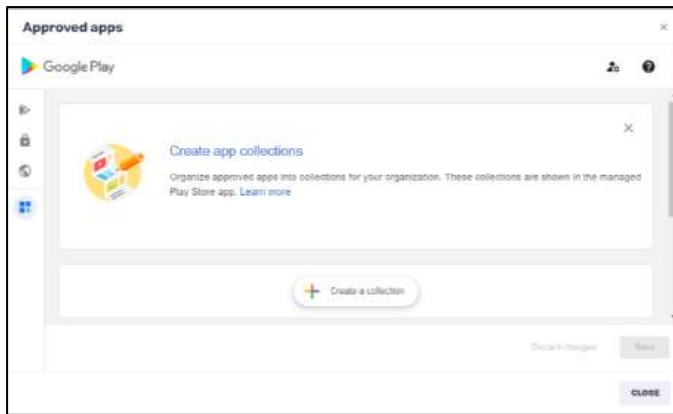 Approved apps
Google Play
Create app collections
Organize approved apps into collections for your organization. These collections are shown in the managed
Play Store app. Learn more
Create a collection
Discard changes Save
CLOSE